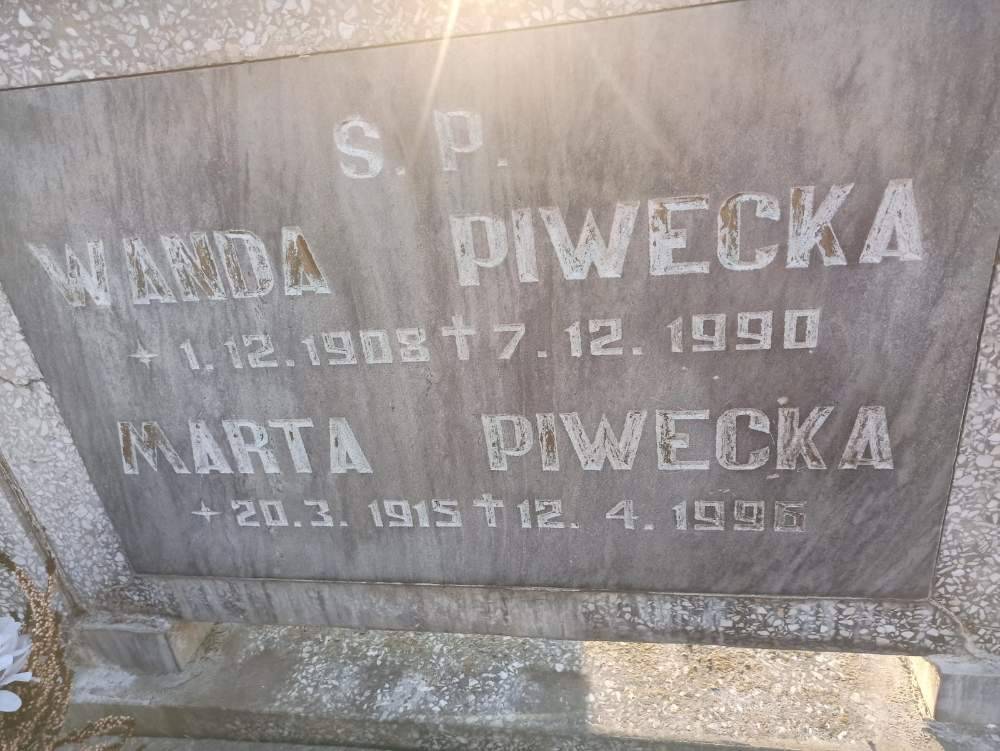 S. P.
WANDA PIWECKA
+ 1.12.1908 † 7.12.1990
MARTA PIWECKA
+ 20.3.1915 † 12.4.1996